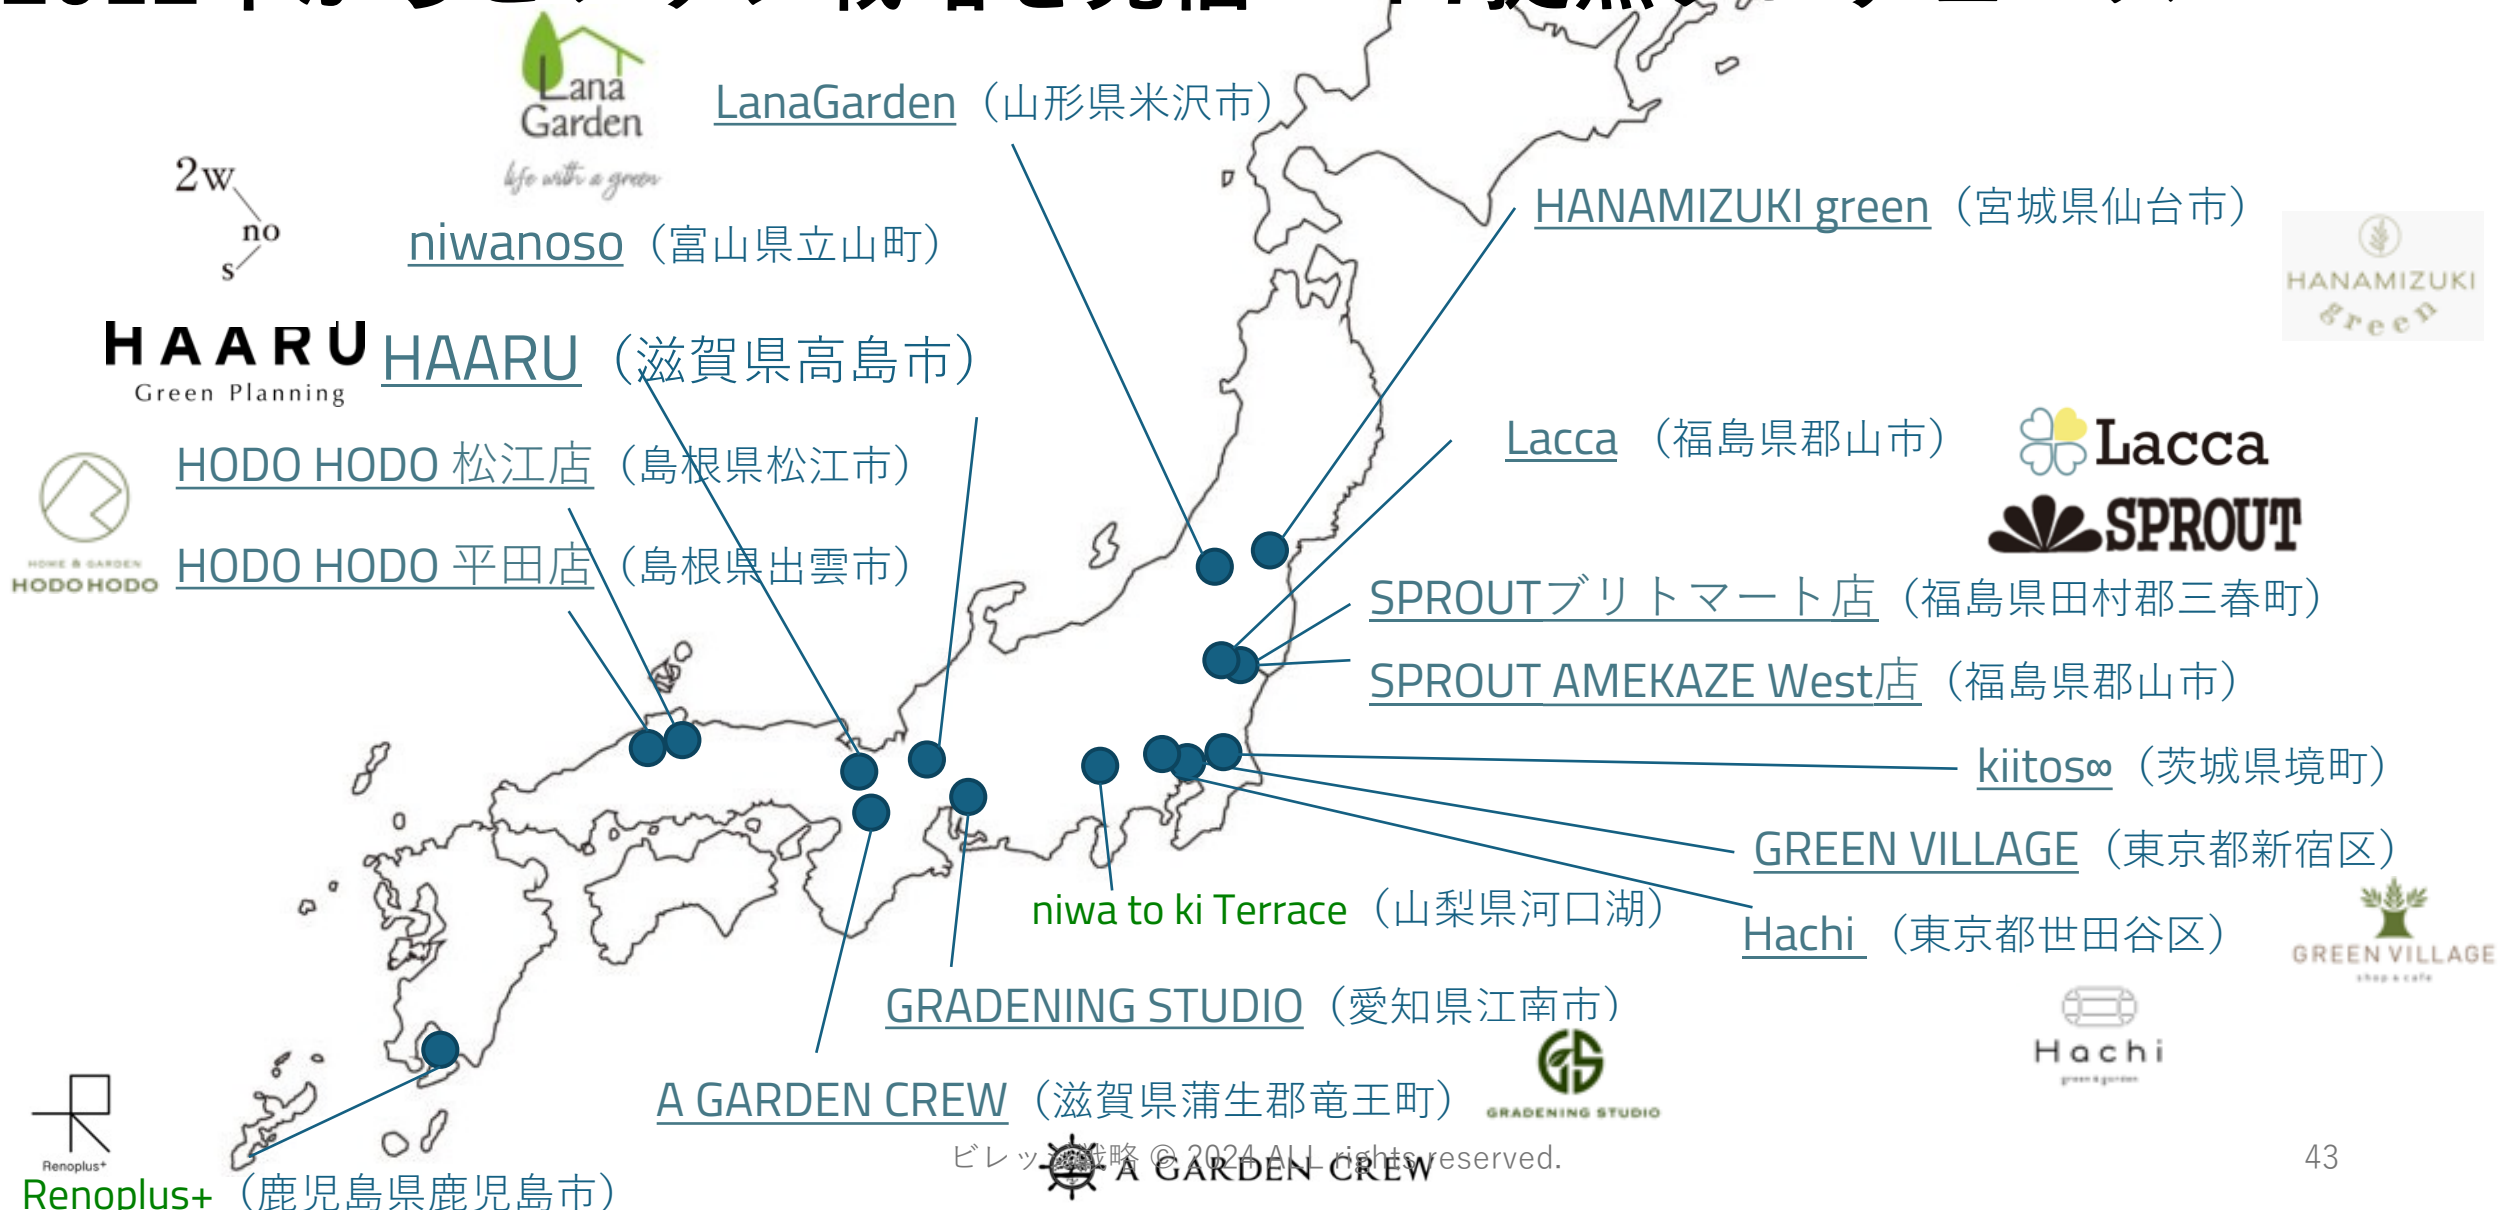 Lana
Garden
life with a green
LanaGarden（山形県米沢市）
2w
no
s
niwanoso（富山県立山町）
HANAMIZUKI green（宮城県仙台市）
HANAMIZUKI
green
HAARU
Green Planning
HAARU（滋賀県高島市）
Lacca（福島県郡山市）
Lacca
SPROUT
HODO HODO 松江店（島根県松江市）
HOME & GARDEN
HODOHODO
HODO HODO 平田店（島根県出雲市）
SPROUTブリトマート店（福島県田村郡三春町）
SPROUT AMEKAZE West店（福島県郡山市）
kiitos∞（茨城県境町）
GREEN VILLAGE（東京都新宿区）
niwa to ki Terrace（山梨県河口湖）
Hachi （東京都世田谷区）
GREEN VILLAGE
shop & cafe
GRADENING STUDIO（愛知県江南市）
Hachi
green & garden
GRADENING STUDIO
A GARDEN CREW（滋賀県蒲生郡竜王町）
Renoplus+
ビレッジ戦略 © 2024 ALL rights reserved.
A GARDEN CREW
43
Renoplus+（鹿児島県鹿児島市）